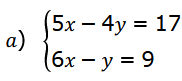 a) { 5x − 4y = 17
6x − y = 9